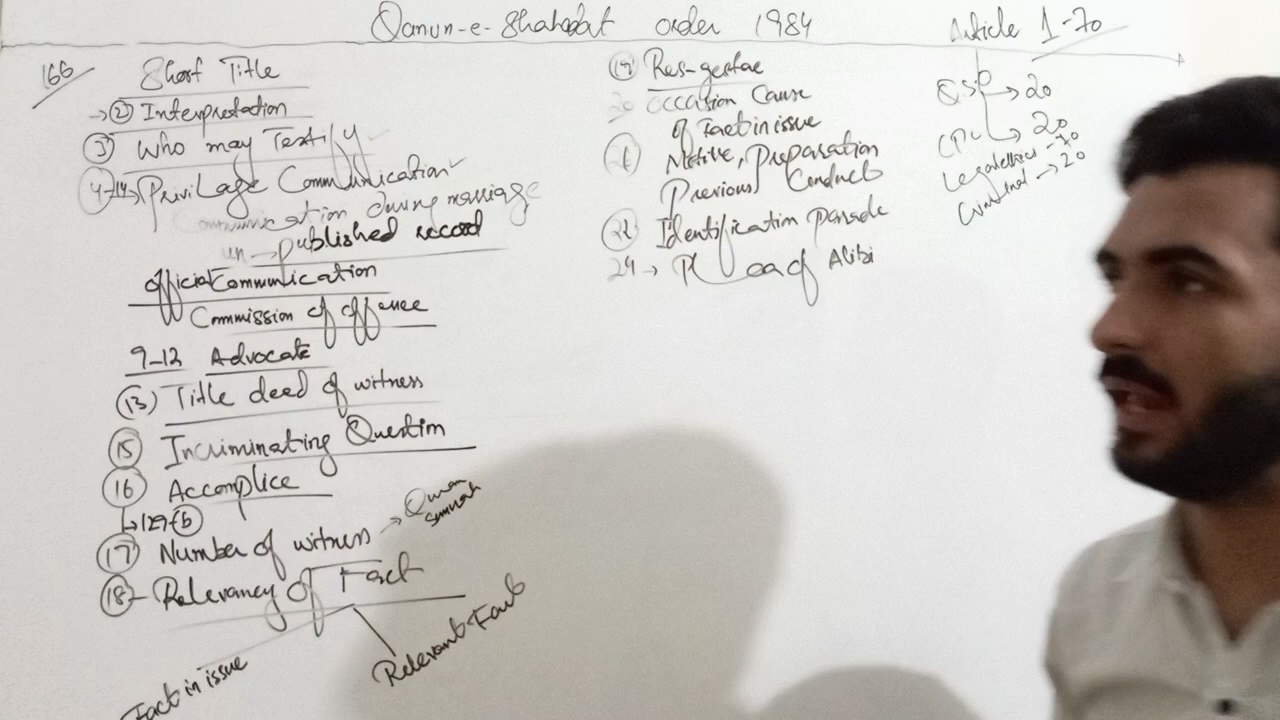 Qanun-e-Shahadat order 1984
Article 1-70
166
Short Title
→② Interpretation
③ who may Testify
4-14 Privilage Communication
Communication during marriage
un → published record
official Communication
Commission of offence
9-12 Advocate
⑬ Title deed of witness
⑮ Incriminating Question
⑯ Accomplice
↳129-ⓑ
⑰ Number of witness → Quran
Sunnah
⑱- Relevancy of Fact
Fact in issue
Relevant Fact
⑲ Res-gestae
20 occasion Cause
of Fact in issue
㉑ Motive, Preparation
Previous Conduct
㉒ Identification Parade
24 → Plea of Alibi
QSO → 20
CPC → 20
Legal ethics - 20
Criminal → 20